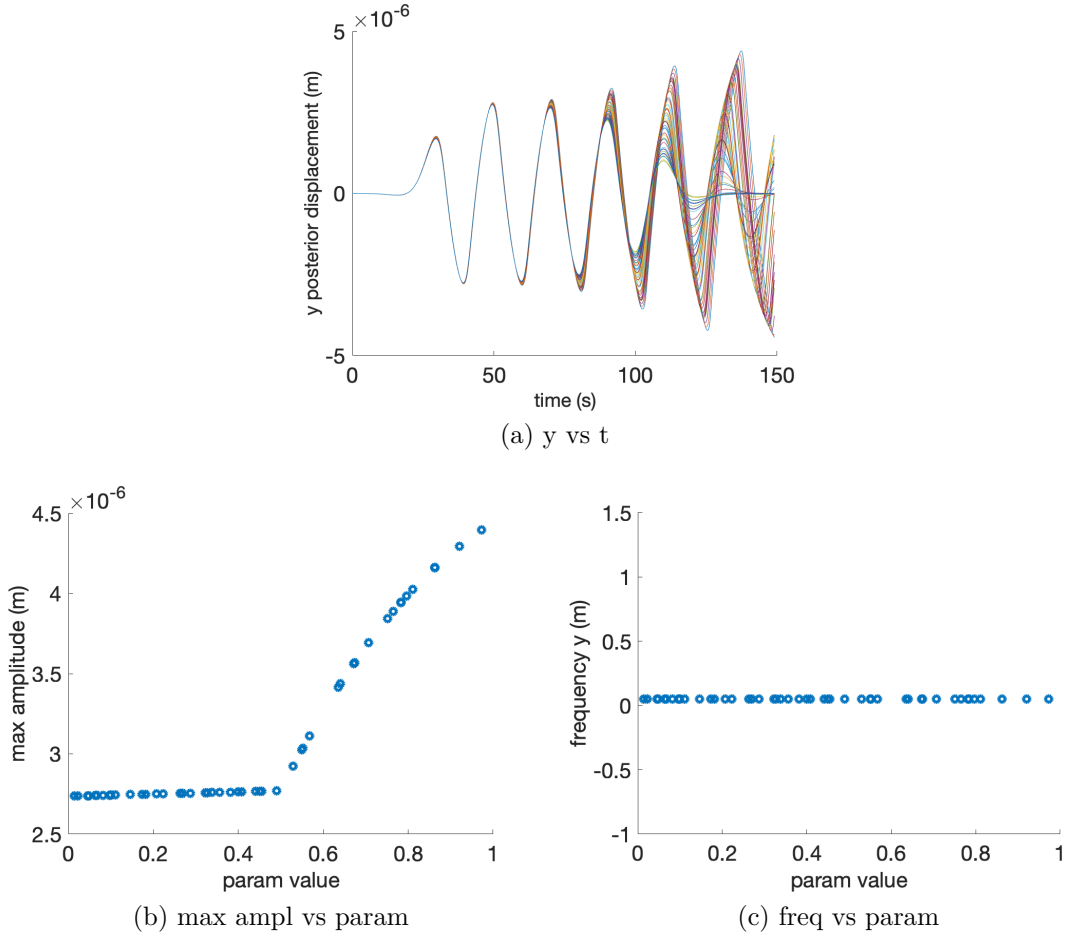 ×10^-6
5
0
-5
y posterior displacement (m)
0 50 100 150
time (s)
(a) y vs t
×10^-6
4.5
4
3.5
3
2.5
max amplitude (m)
0 0.2 0.4 0.6 0.8 1
param value
(b) max ampl vs param
1.5
1
0.5
0
-0.5
-1
frequency y (m)
0 0.2 0.4 0.6 0.8 1
param value
(c) freq vs param